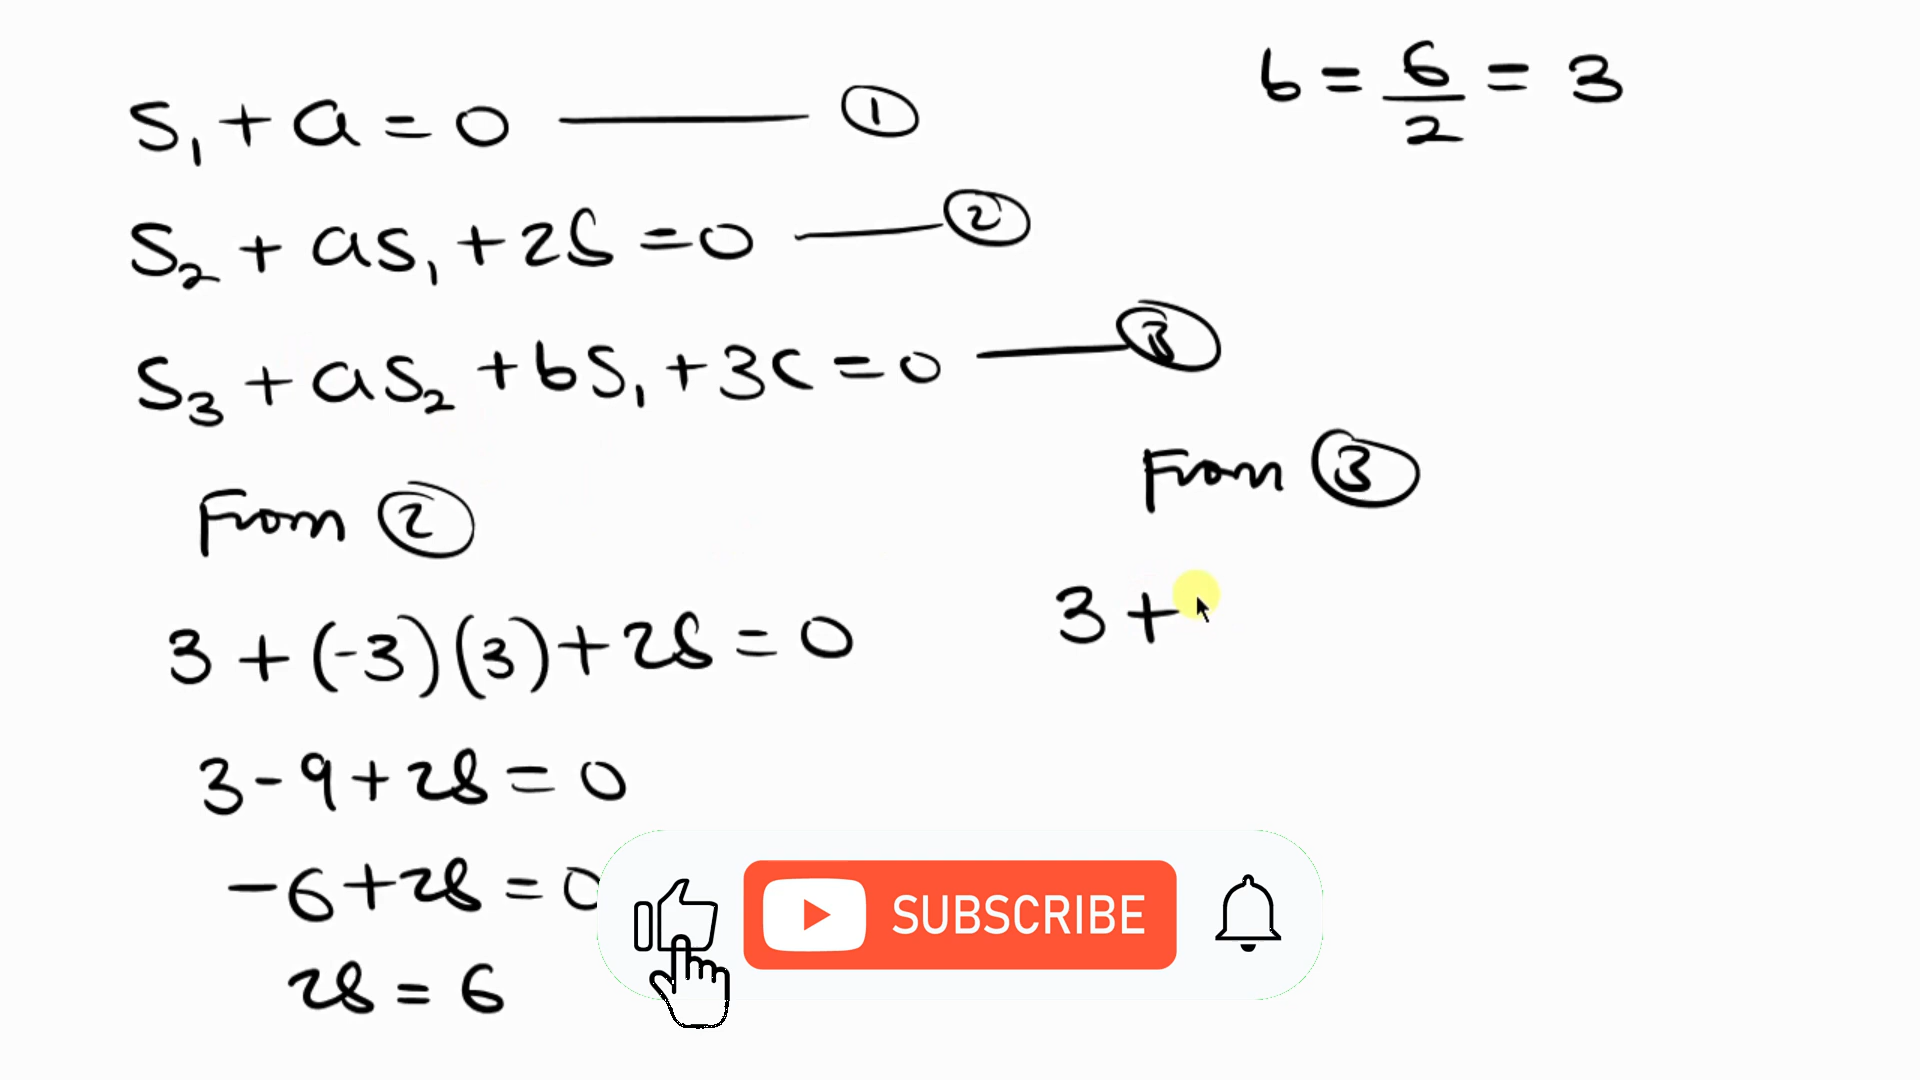 S₁ + a = 0 ——— ①
b = 6/2 = 3
S₂ + aS₁ + 2b = 0 ——— ②
S₃ + aS₂ + bS₁ + 3c = 0 ——— ③
From ②
3 + (-3)(3) + 2b = 0
3 - 9 + 2b = 0
-6 + 2b = 0
2b = 6
From ③
3 +
SUBSCRIBE